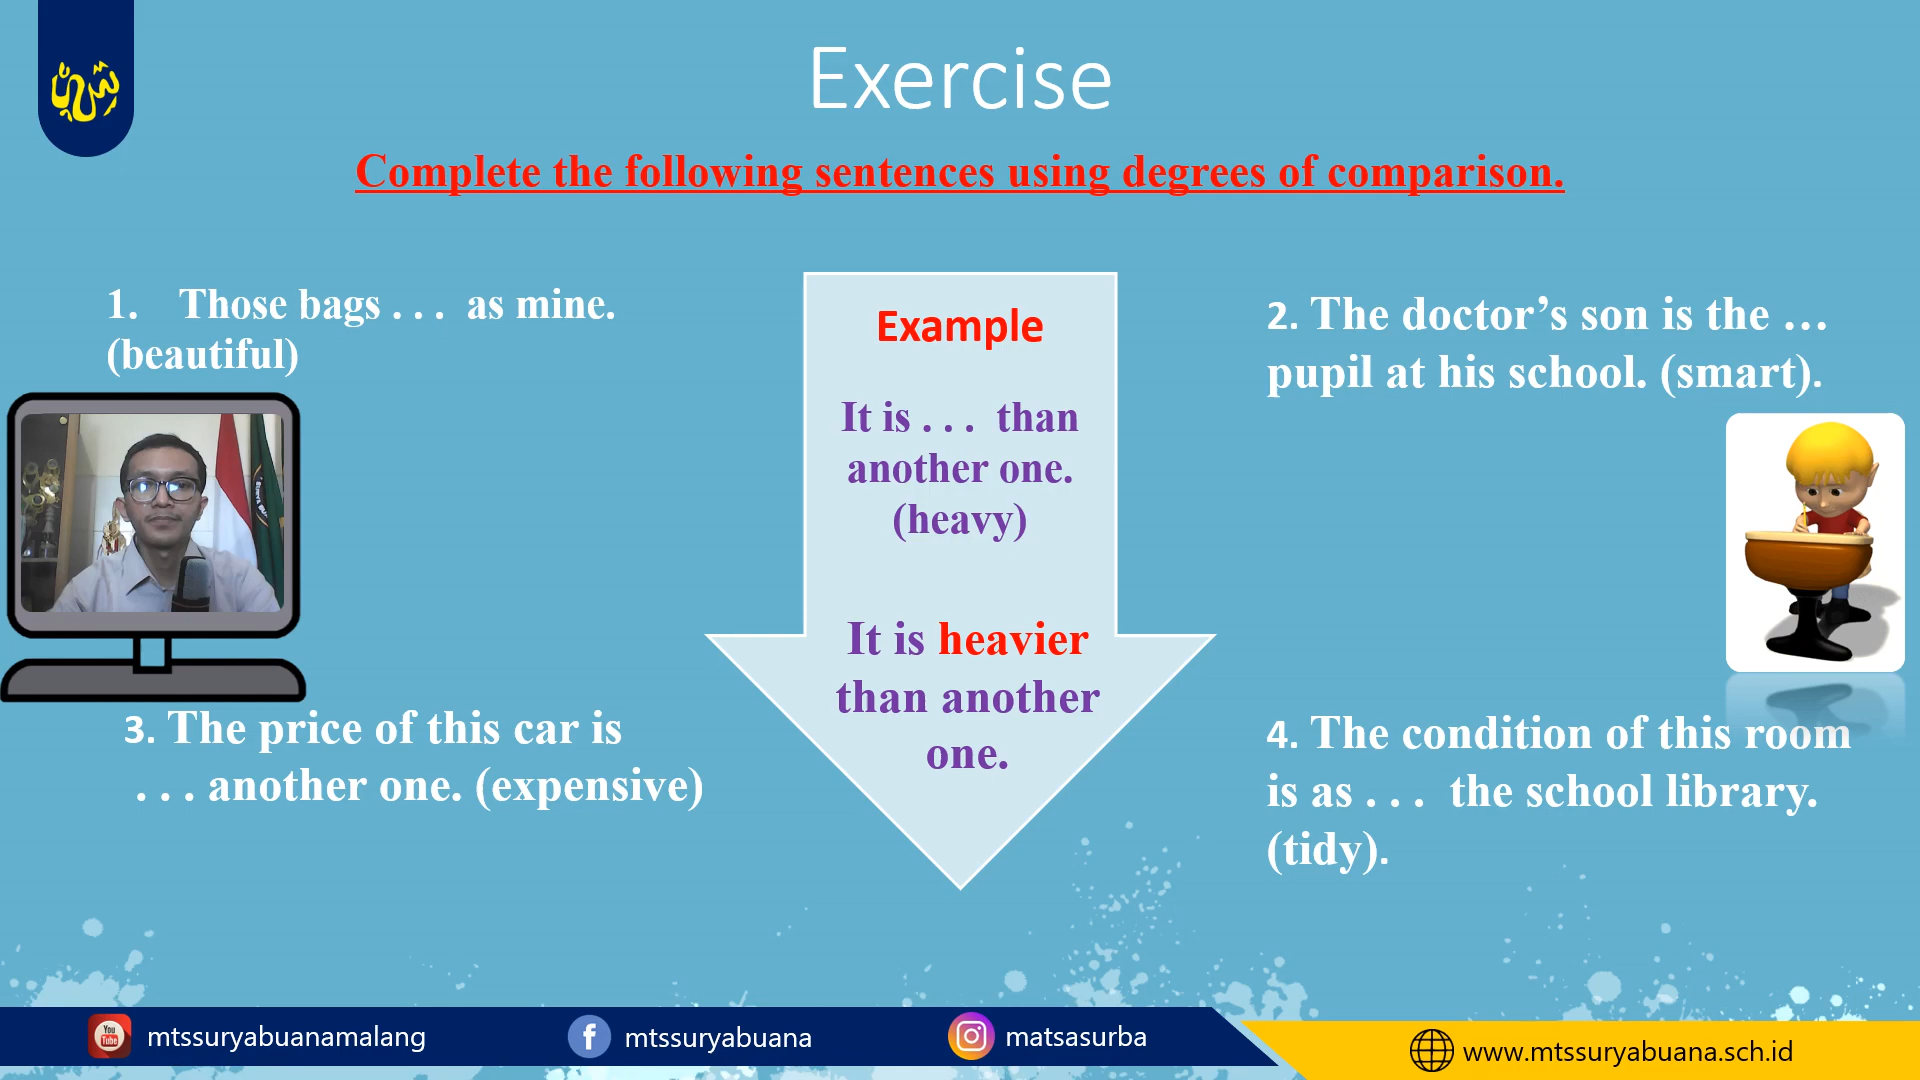 Exercise
Complete the following sentences using degrees of comparison.
1. Those bags . . . as mine.
(beautiful)
Example
It is . . . than
another one.
(heavy)
It is heavier
than another
one.
2. The doctor’s son is the …
pupil at his school. (smart).
3. The price of this car is
. . . another one. (expensive)
4. The condition of this room
is as . . . the school library.
(tidy).
You
Tube
mtssuryabuanamalang
mtssuryabuana
matsasurba
www.mtssuryabuana.sch.id